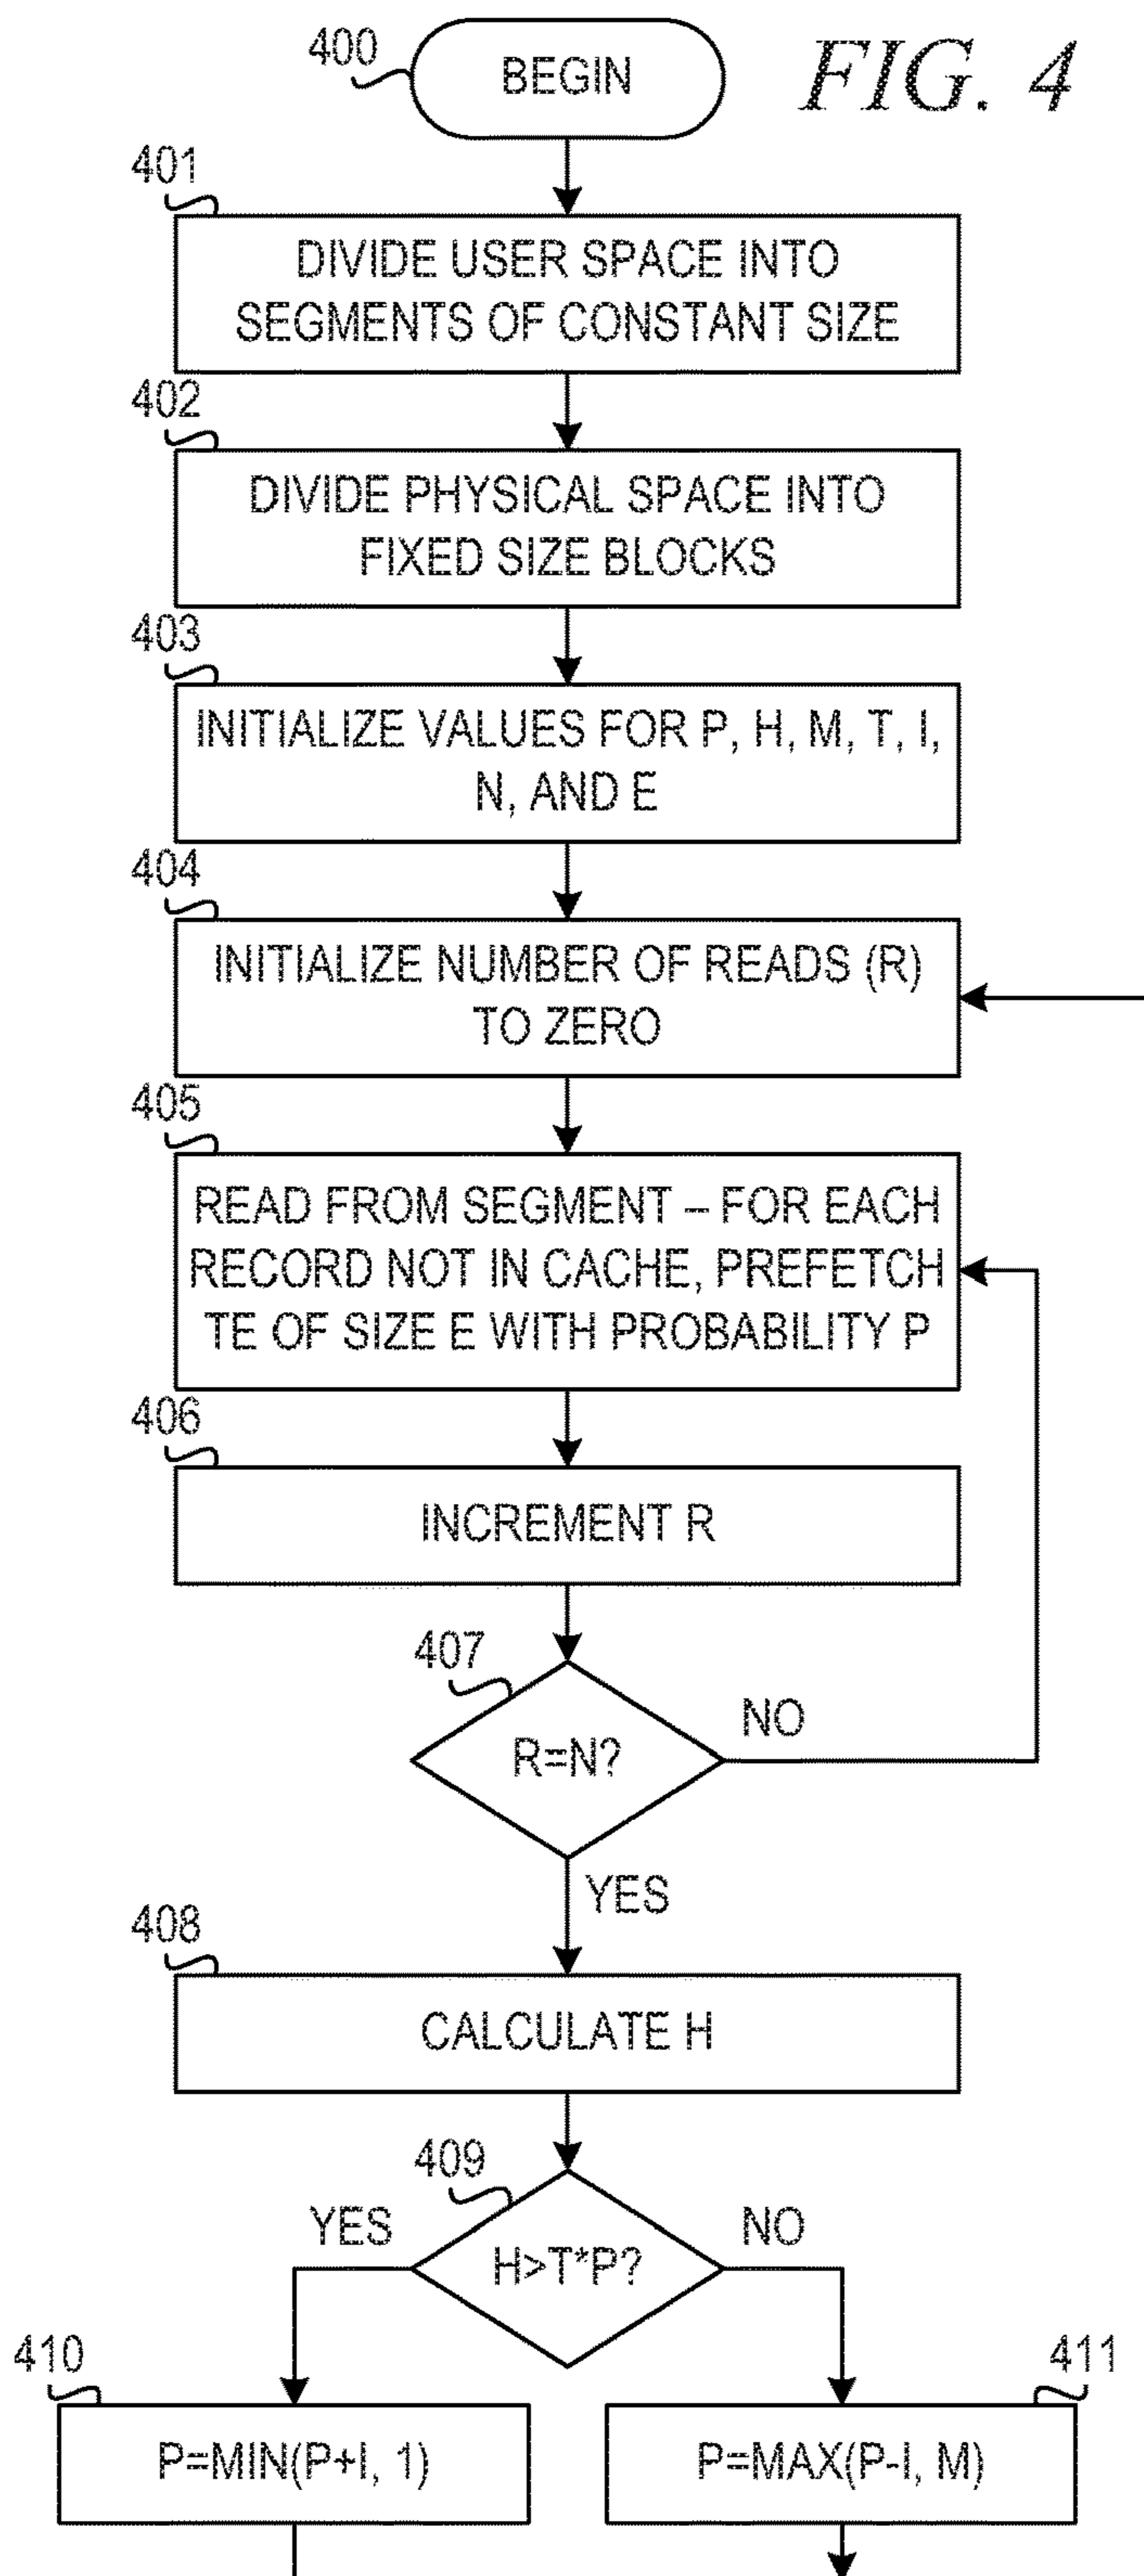 400
BEGIN
FIG. 4
401
DIVIDE USER SPACE INTO
SEGMENTS OF CONSTANT SIZE
402
DIVIDE PHYSICAL SPACE INTO
FIXED SIZE BLOCKS
403
INITIALIZE VALUES FOR P, H, M, T, I,
N, AND E
404
INITIALIZE NUMBER OF READS (R)
TO ZERO
405
READ FROM SEGMENT – FOR EACH
RECORD NOT IN CACHE, PREFETCH
TE OF SIZE E WITH PROBABILITY P
406
INCREMENT R
407
R=N?
NO
YES
408
CALCULATE H
409
YES
H>T*P?
NO
410
P=MIN(P+I, 1)
411
P=MAX(P-I, M)